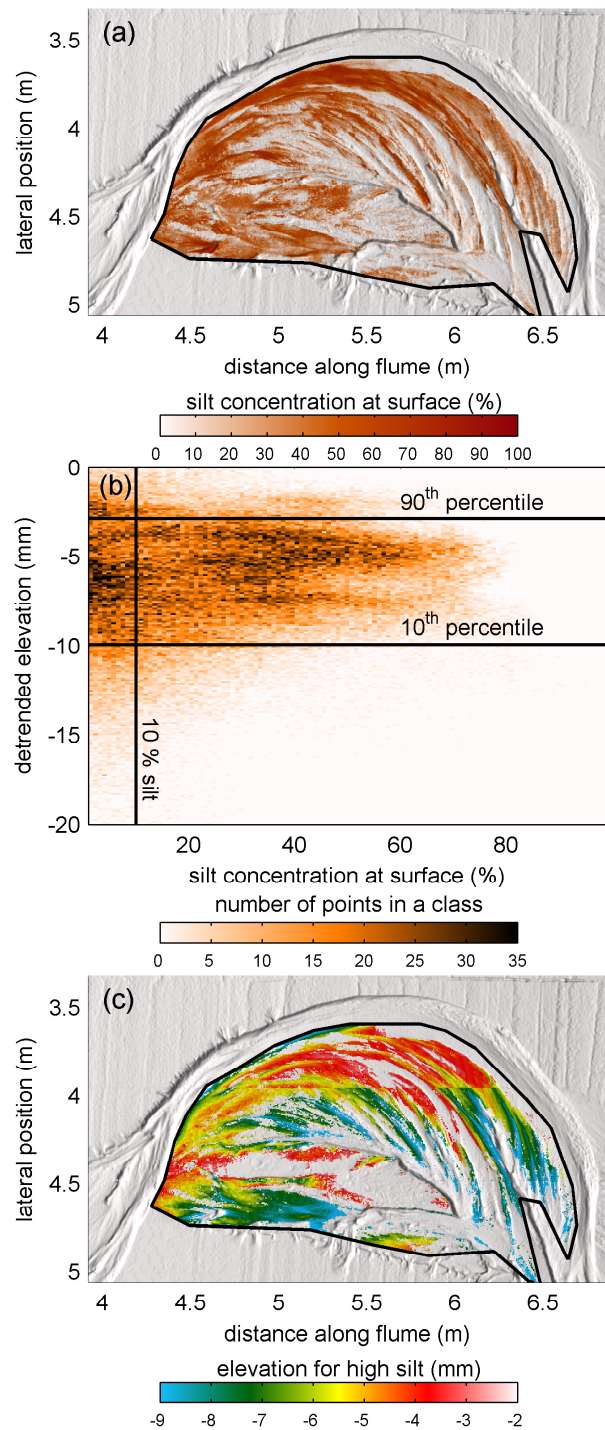 (a)
3.5
4
4.5
5
lateral position (m)
4 4.5 5 5.5 6 6.5
distance along flume (m)
silt concentration at surface (%)
0 10 20 30 40 50 60 70 80 90 100
(b)
0
-5
-10
-15
-20
detrended elevation (mm)
90th percentile
10th percentile
10 % silt
20 40 60 80
silt concentration at surface (%)
number of points in a class
0 5 10 15 20 25 30 35
(c)
3.5
4
4.5
5
lateral position (m)
4 4.5 5 5.5 6 6.5
distance along flume (m)
elevation for high silt (mm)
-9 -8 -7 -6 -5 -4 -3 -2